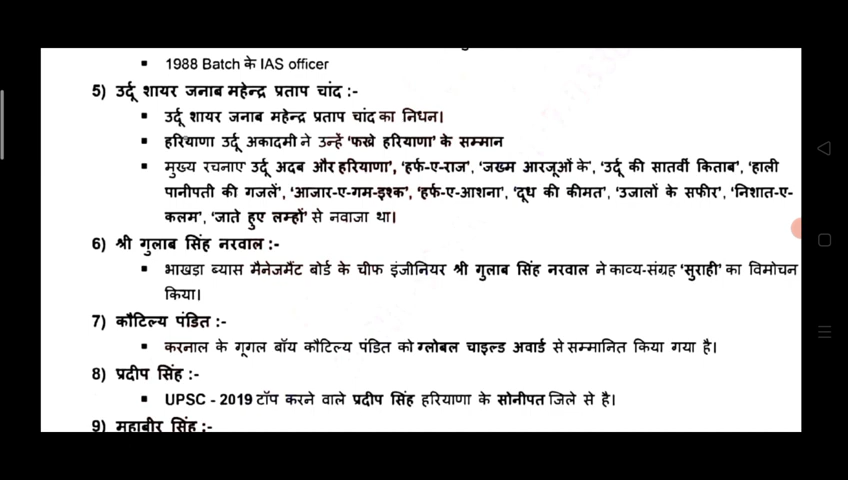 1988 Batch के IAS officer
5) उर्दू शायर जनाब महेन्द्र प्रताप चांद :-
उर्दू शायर जनाब महेन्द्र प्रताप चांद का निधन।
हरियाणा उर्दू अकादमी ने उन्हें 'फख्रे हरियाणा' के सम्मान
मुख्य रचनाए 'उर्दू अदब और हरियाणा', 'हर्फ-ए-राज', 'जख्म आरजूओं के', 'उर्दू की सातवीं किताब', 'हाली
पानीपती की गजलें', 'आजार-ए-गम-इश्क', 'हर्फ-ए-आशना', 'दूध की कीमत', 'उजालों के सफीर', 'निशात-ए-
कलम', 'जाते हुए लम्हों' से नवाजा था।
6) श्री गुलाब सिंह नरवाल :-
भाखडा ब्यास मैनेजमैंट बोर्ड के चीफ इंजीनियर श्री गुलाब सिंह नरवाल ने काव्य-संग्रह 'सुराही' का विमोचन
किया।
7) कौटिल्य पंडित :-
करनाल के गूगल बॉय कौटिल्य पंडित को ग्लोबल चाइल्ड अवार्ड से सम्मानित किया गया है।
8) प्रदीप सिंह :-
UPSC - 2019 टॉप करने वाले प्रदीप सिंह हरियाणा के सोनीपत जिले से है।
9) महाबीर सिंह :-